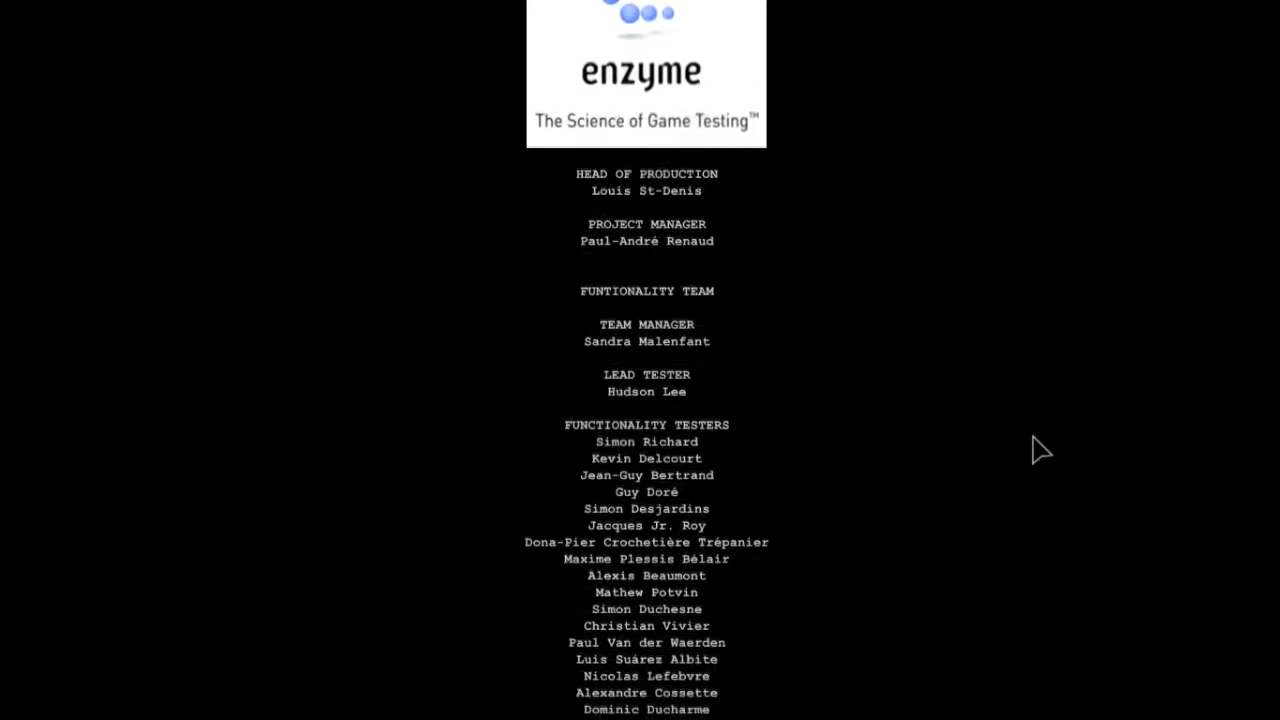 enzyme
The Science of Game Testing™
HEAD OF PRODUCTION
Louis St-Denis
PROJECT MANAGER
Paul-André Renaud
FUNTIONALITY TEAM
TEAM MANAGER
Sandra Malenfant
LEAD TESTER
Hudson Lee
FUNCTIONALITY TESTERS
Simon Richard
Kevin Delcourt
Jean-Guy Bertrand
Guy Doré
Simon Desjardins
Jacques Jr. Roy
Dona-Pier Crochetière Trépanier
Maxime Plessis Bélair
Alexis Beaumont
Mathew Potvin
Simon Duchesne
Christian Vivier
Paul Van der Waerden
Luis Suárez Albite
Nicolas Lefebvre
Alexandre Cossette
Dominic Ducharme